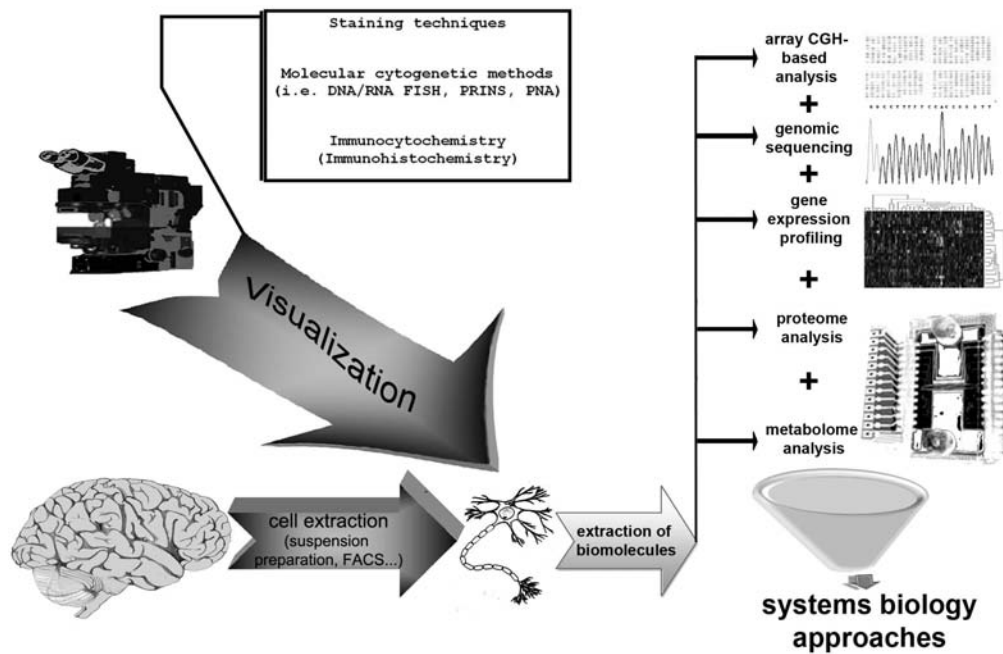 Staining techniques
Molecular cytogenetic methods
(i.e. DNA/RNA FISH, PRINS, PNA)
Immunocytochemistry
(Immunohistochemistry)
Visualization
cell extraction
(suspension
preparation, FACS...)
extraction of
biomolecules
array CGH-
based
analysis
+
genomic
sequencing
+
gene
expression
profiling
+
proteome
analysis
+
metabolome
analysis
systems biology
approaches